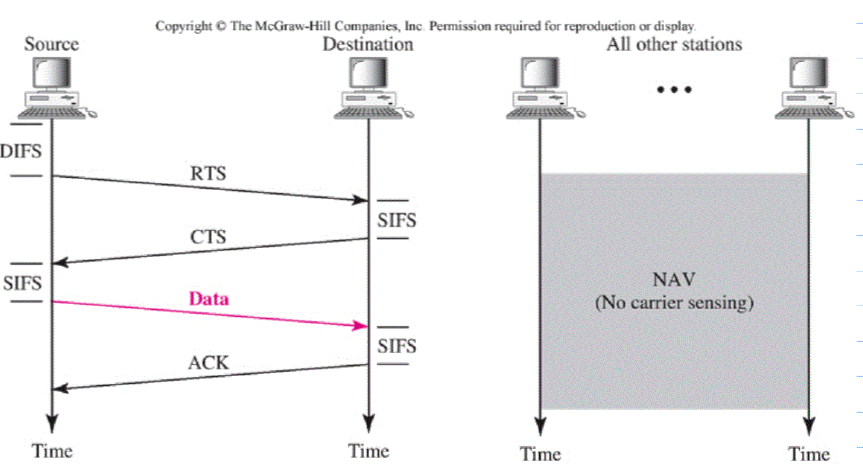 Copyright © The McGraw-Hill Companies, Inc. Permission required for reproduction or display.
Source
Destination
All other stations
DIFS
RTS
SIFS
CTS
SIFS
Data
SIFS
ACK
NAV
(No carrier sensing)
Time
Time
Time
Time